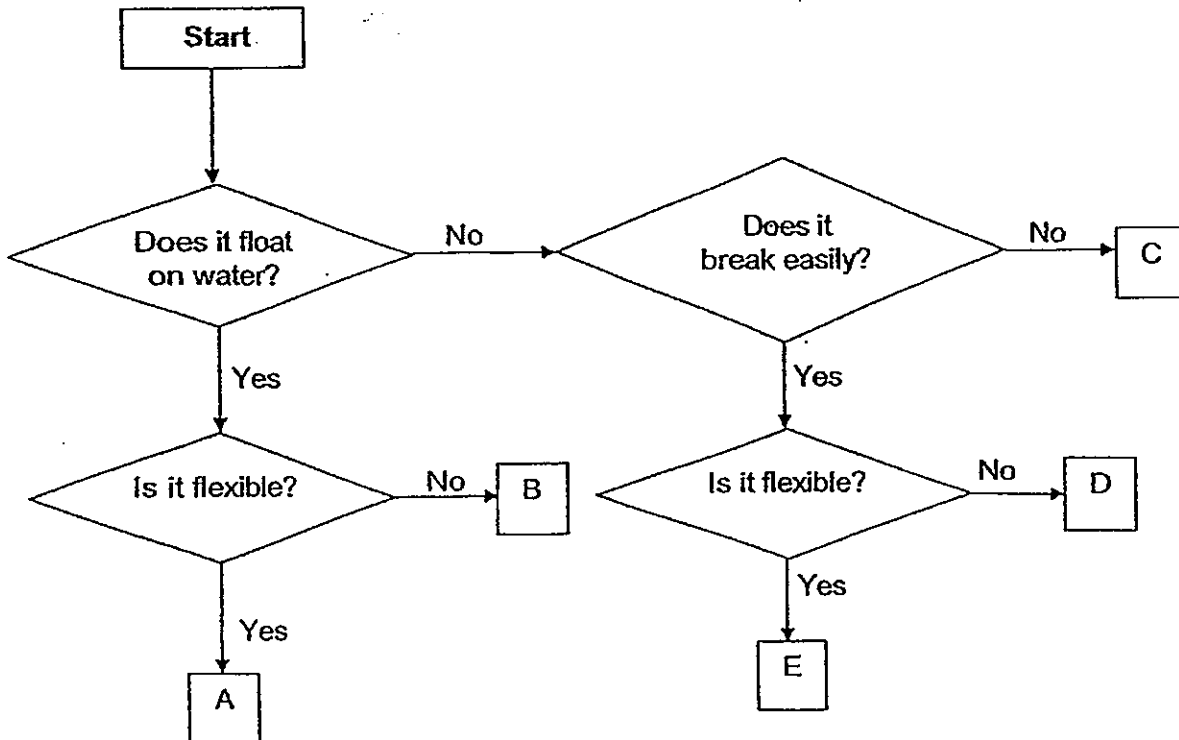 Start
Does it float
on water?
No
Does it
break easily?
No
C
Yes
Yes
Is it flexible?
No
B
Is it flexible?
No
D
Yes
Yes
E
A